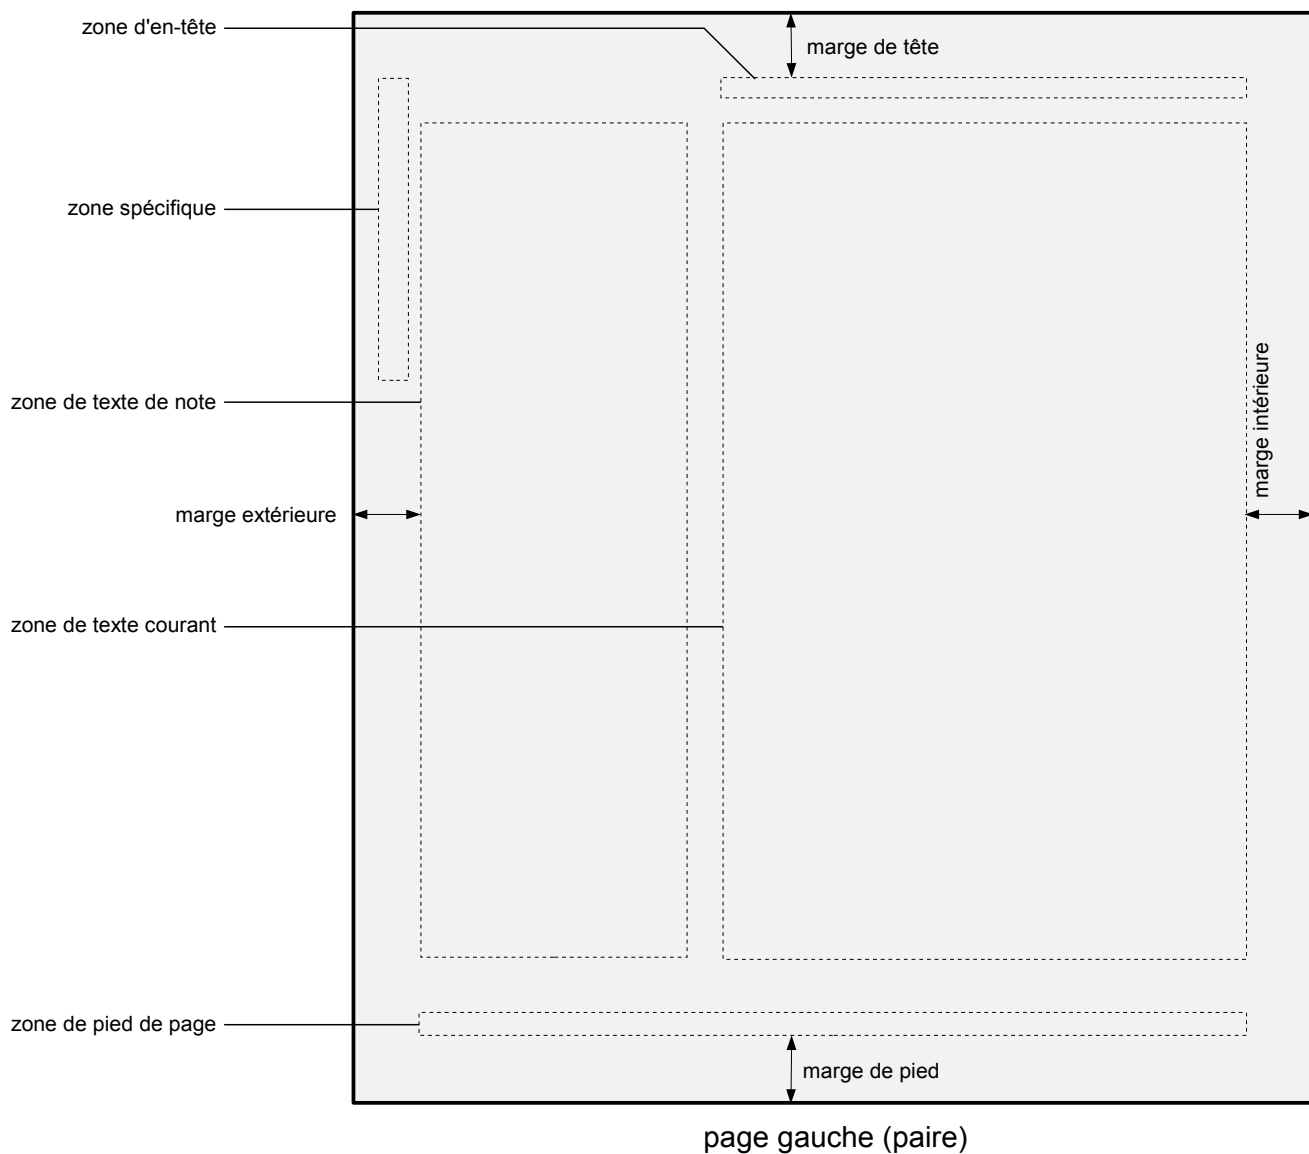 zone d'en-tête
marge de tête
zone spécifique
marge intérieure
zone de texte de note
marge extérieure
zone de texte courant
zone de pied de page
marge de pied
page gauche (paire)